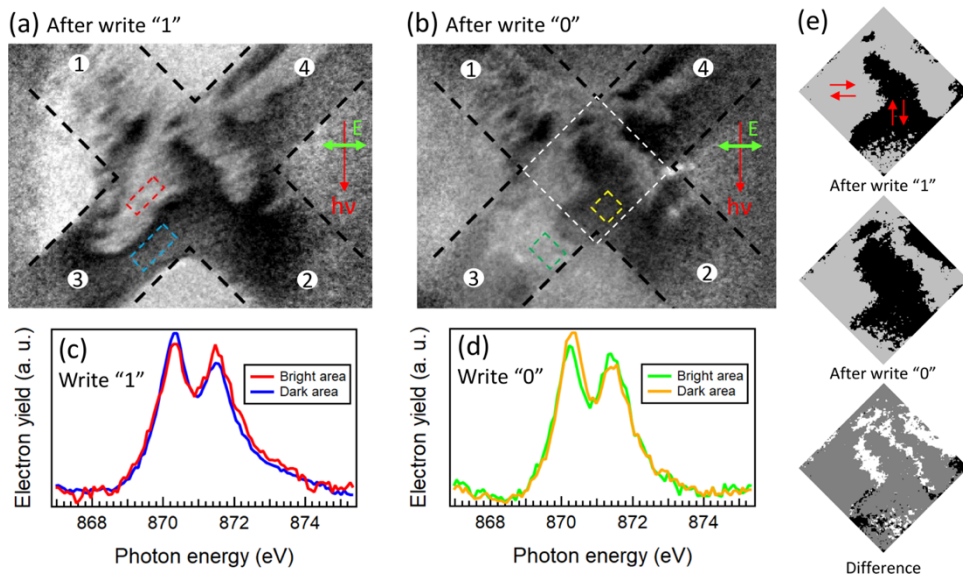 (a) After write “1”
1
4
E
hν
3
2
(b) After write “0”
1
4
E
hν
3
2
(c)
Write “1”
Bright area
Dark area
Electron yield (a. u.)
868 870 872 874
Photon energy (eV)
(d)
Write “0”
Bright area
Dark area
Electron yield (a. u.)
868 870 872 874
Photon energy (eV)
(e)
After write “1”
After write “0”
Difference